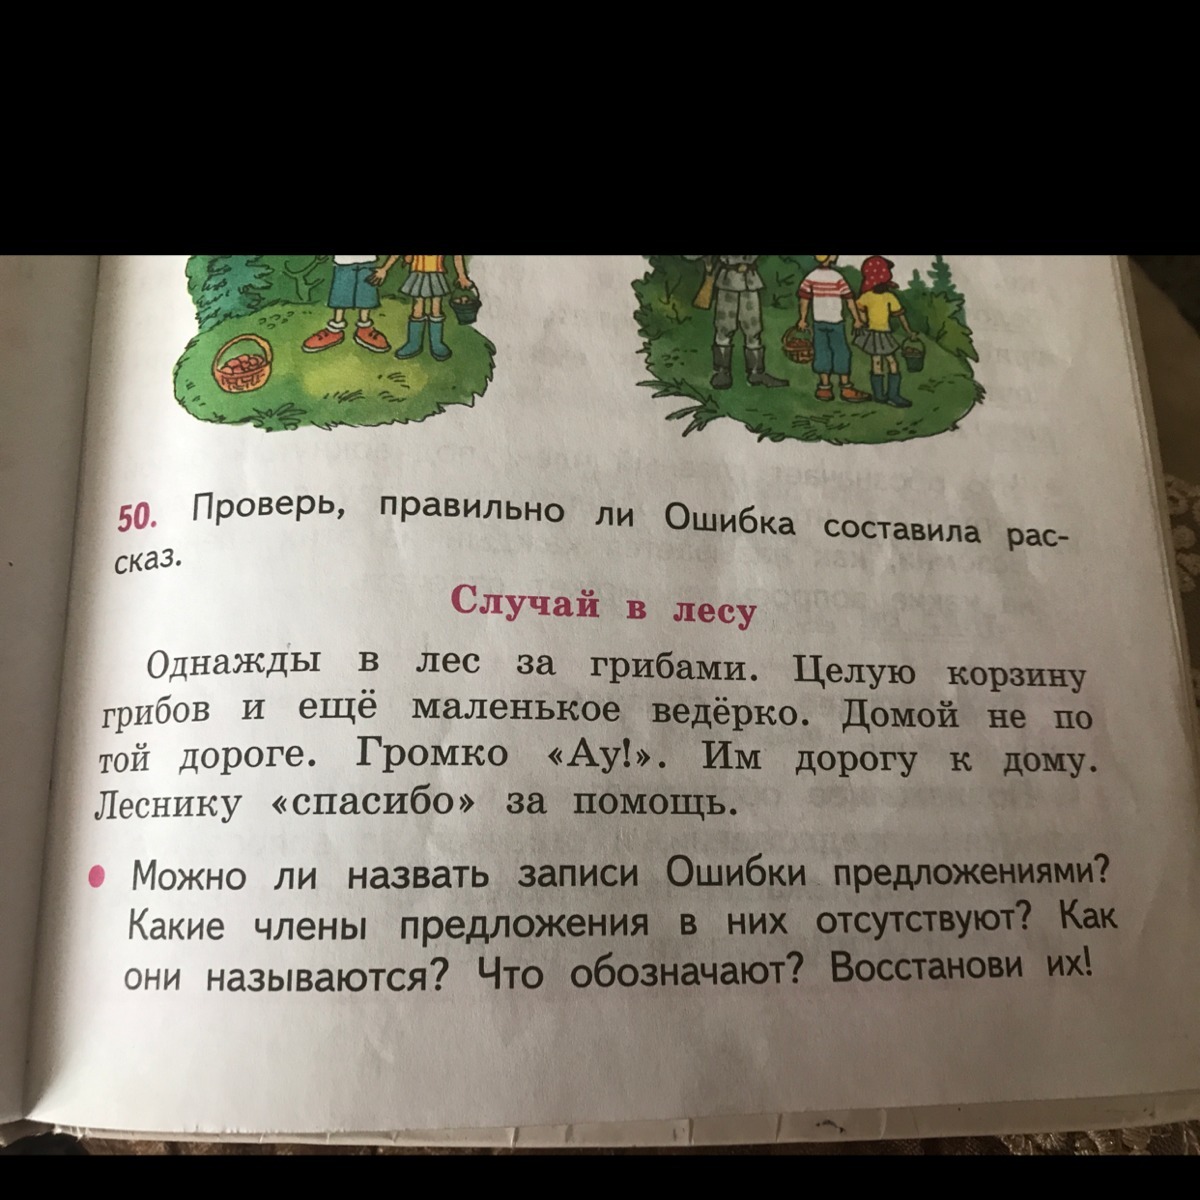 50. Проверь, правильно ли Ошибка составила рас-
сказ.
Случай в лесу
Однажды в лес за грибами. Целую корзину
грибов и ещё маленькое ведёрко. Домой не по
той дороге. Громко «Ау!». Им дорогу к дому.
Леснику «спасибо» за помощь.
• Можно ли назвать записи Ошибки предложениями?
Какие члены предложения в них отсутствуют? Как
они называются? Что обозначают? Восстанови их!